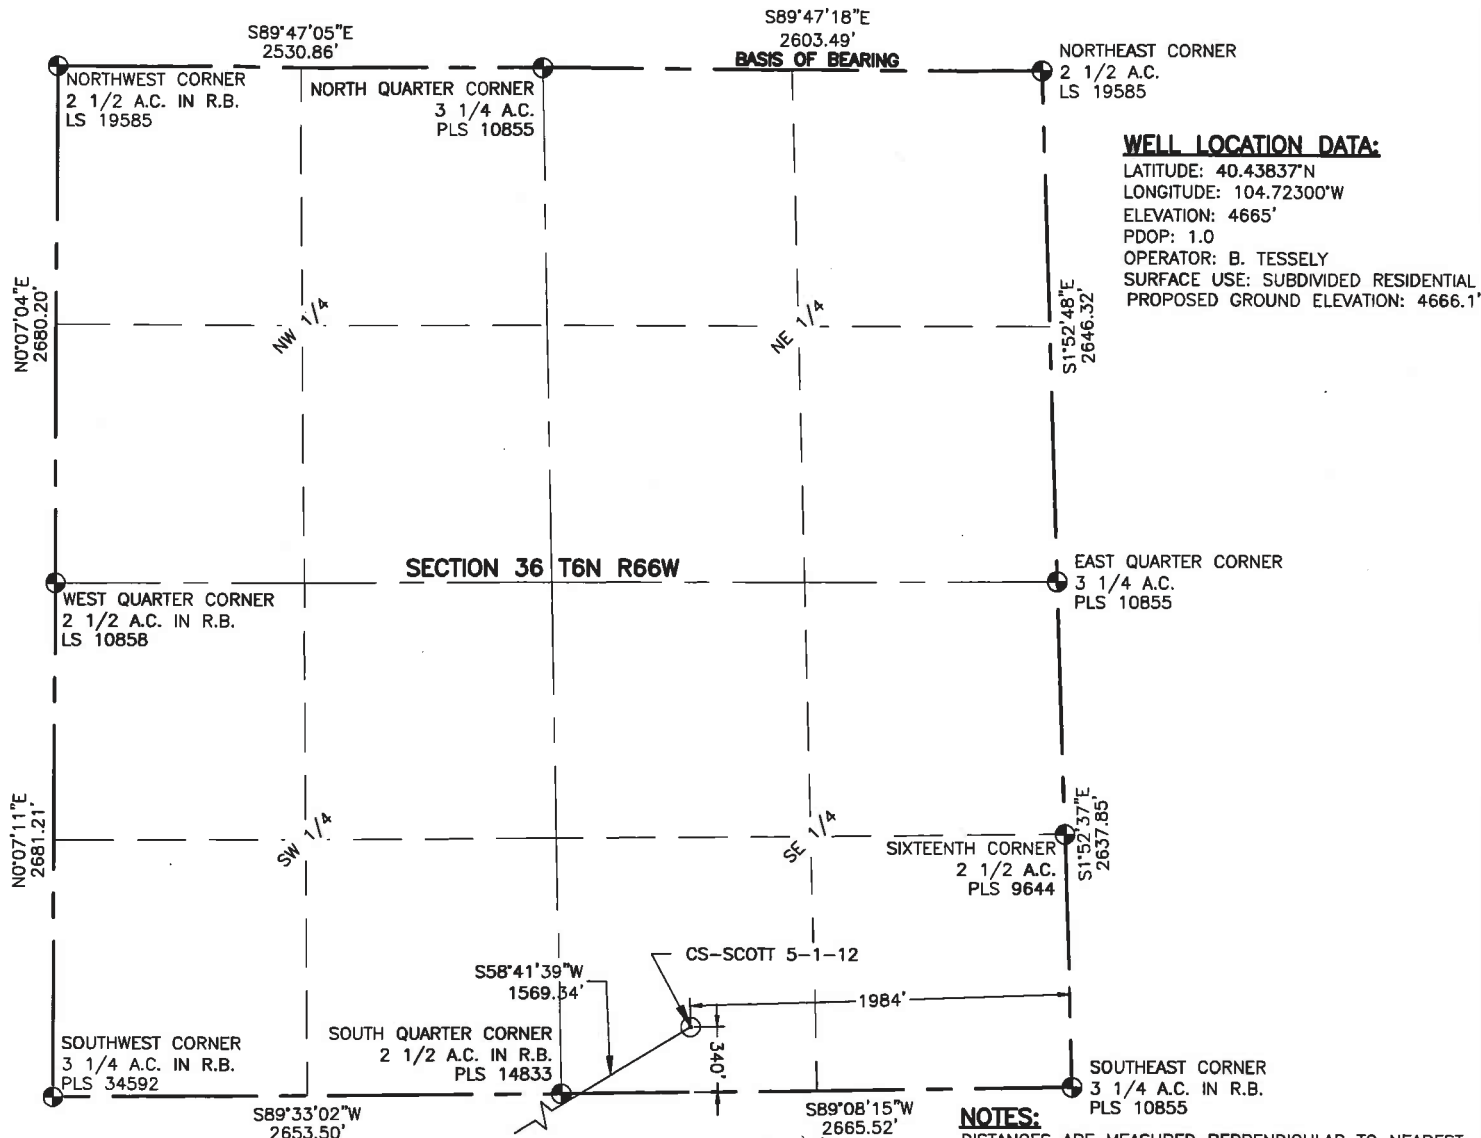 S89°47'05"E
2530.86'
S89°47'18"E
2603.49'
BASIS OF BEARING
NORTHWEST CORNER
2 1/2 A.C. IN R.B.
LS 19585
NORTH QUARTER CORNER
3 1/4 A.C.
PLS 10855
NORTHEAST CORNER
2 1/2 A.C.
LS 19585
WELL LOCATION DATA:
LATITUDE: 40.43837°N
LONGITUDE: 104.72300°W
ELEVATION: 4665'
PDOP: 1.0
OPERATOR: B. TESSELY
SURFACE USE: SUBDIVIDED RESIDENTIAL
PROPOSED GROUND ELEVATION: 4666.1'
N0°07'04"E
2680.20'
NW 1/4
NE 1/4
S1°52'48"E
2646.32'
SECTION 36 T6N R66W
WEST QUARTER CORNER
2 1/2 A.C. IN R.B.
LS 10858
EAST QUARTER CORNER
3 1/4 A.C.
PLS 10855
N0°07'11"E
2681.21'
SW 1/4
SE 1/4
SIXTEENTH CORNER
2 1/2 A.C.
PLS 9644
S1°52'37"E
2637.85'
CS-SCOTT 5-1-12
S58°41'39"W
1569.34'
1984'
340'
SOUTHWEST CORNER
3 1/4 A.C. IN R.B.
PLS 34592
SOUTH QUARTER CORNER
2 1/2 A.C. IN R.B.
PLS 14833
SOUTHEAST CORNER
3 1/4 A.C. IN R.B.
PLS 10855
S89°33'02"W
2653.50'
S89°08'15"W
2665.52'
NOTES:
DISTANCES ARE MEASURED PERPENDICULAR TO NEAREST